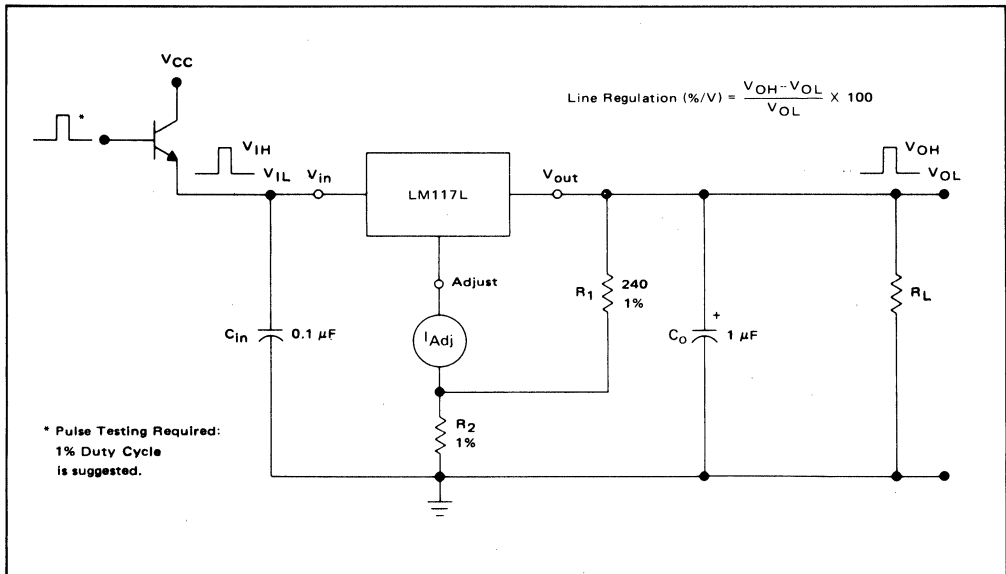 VCC
Line Regulation (%/V) = VOH--VOL / VOL X 100
*
VIH
VIL
Vin
LM117L
Vout
VOH
VOL
Adjust
R1
240
1%
RL
Cin
0.1 µF
IAdj
+
Co
1 µF
R2
1%
* Pulse Testing Required:
1% Duty Cycle
is suggested.